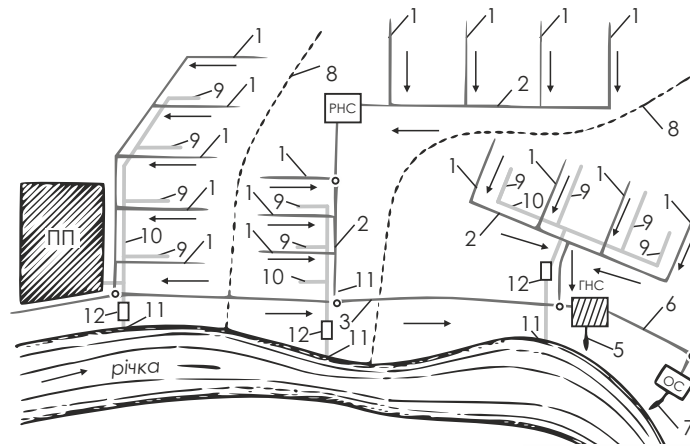 1 1 1 1 1
8 2
9
РНС
1
8
9 1 1 1
1 9 9 1
9 10 9
1 9 2 1 9
ПП 10 9 2
9 1 1 10 12
11 ГНС
12 11 12 3 11 6
5
річка
ОС
7